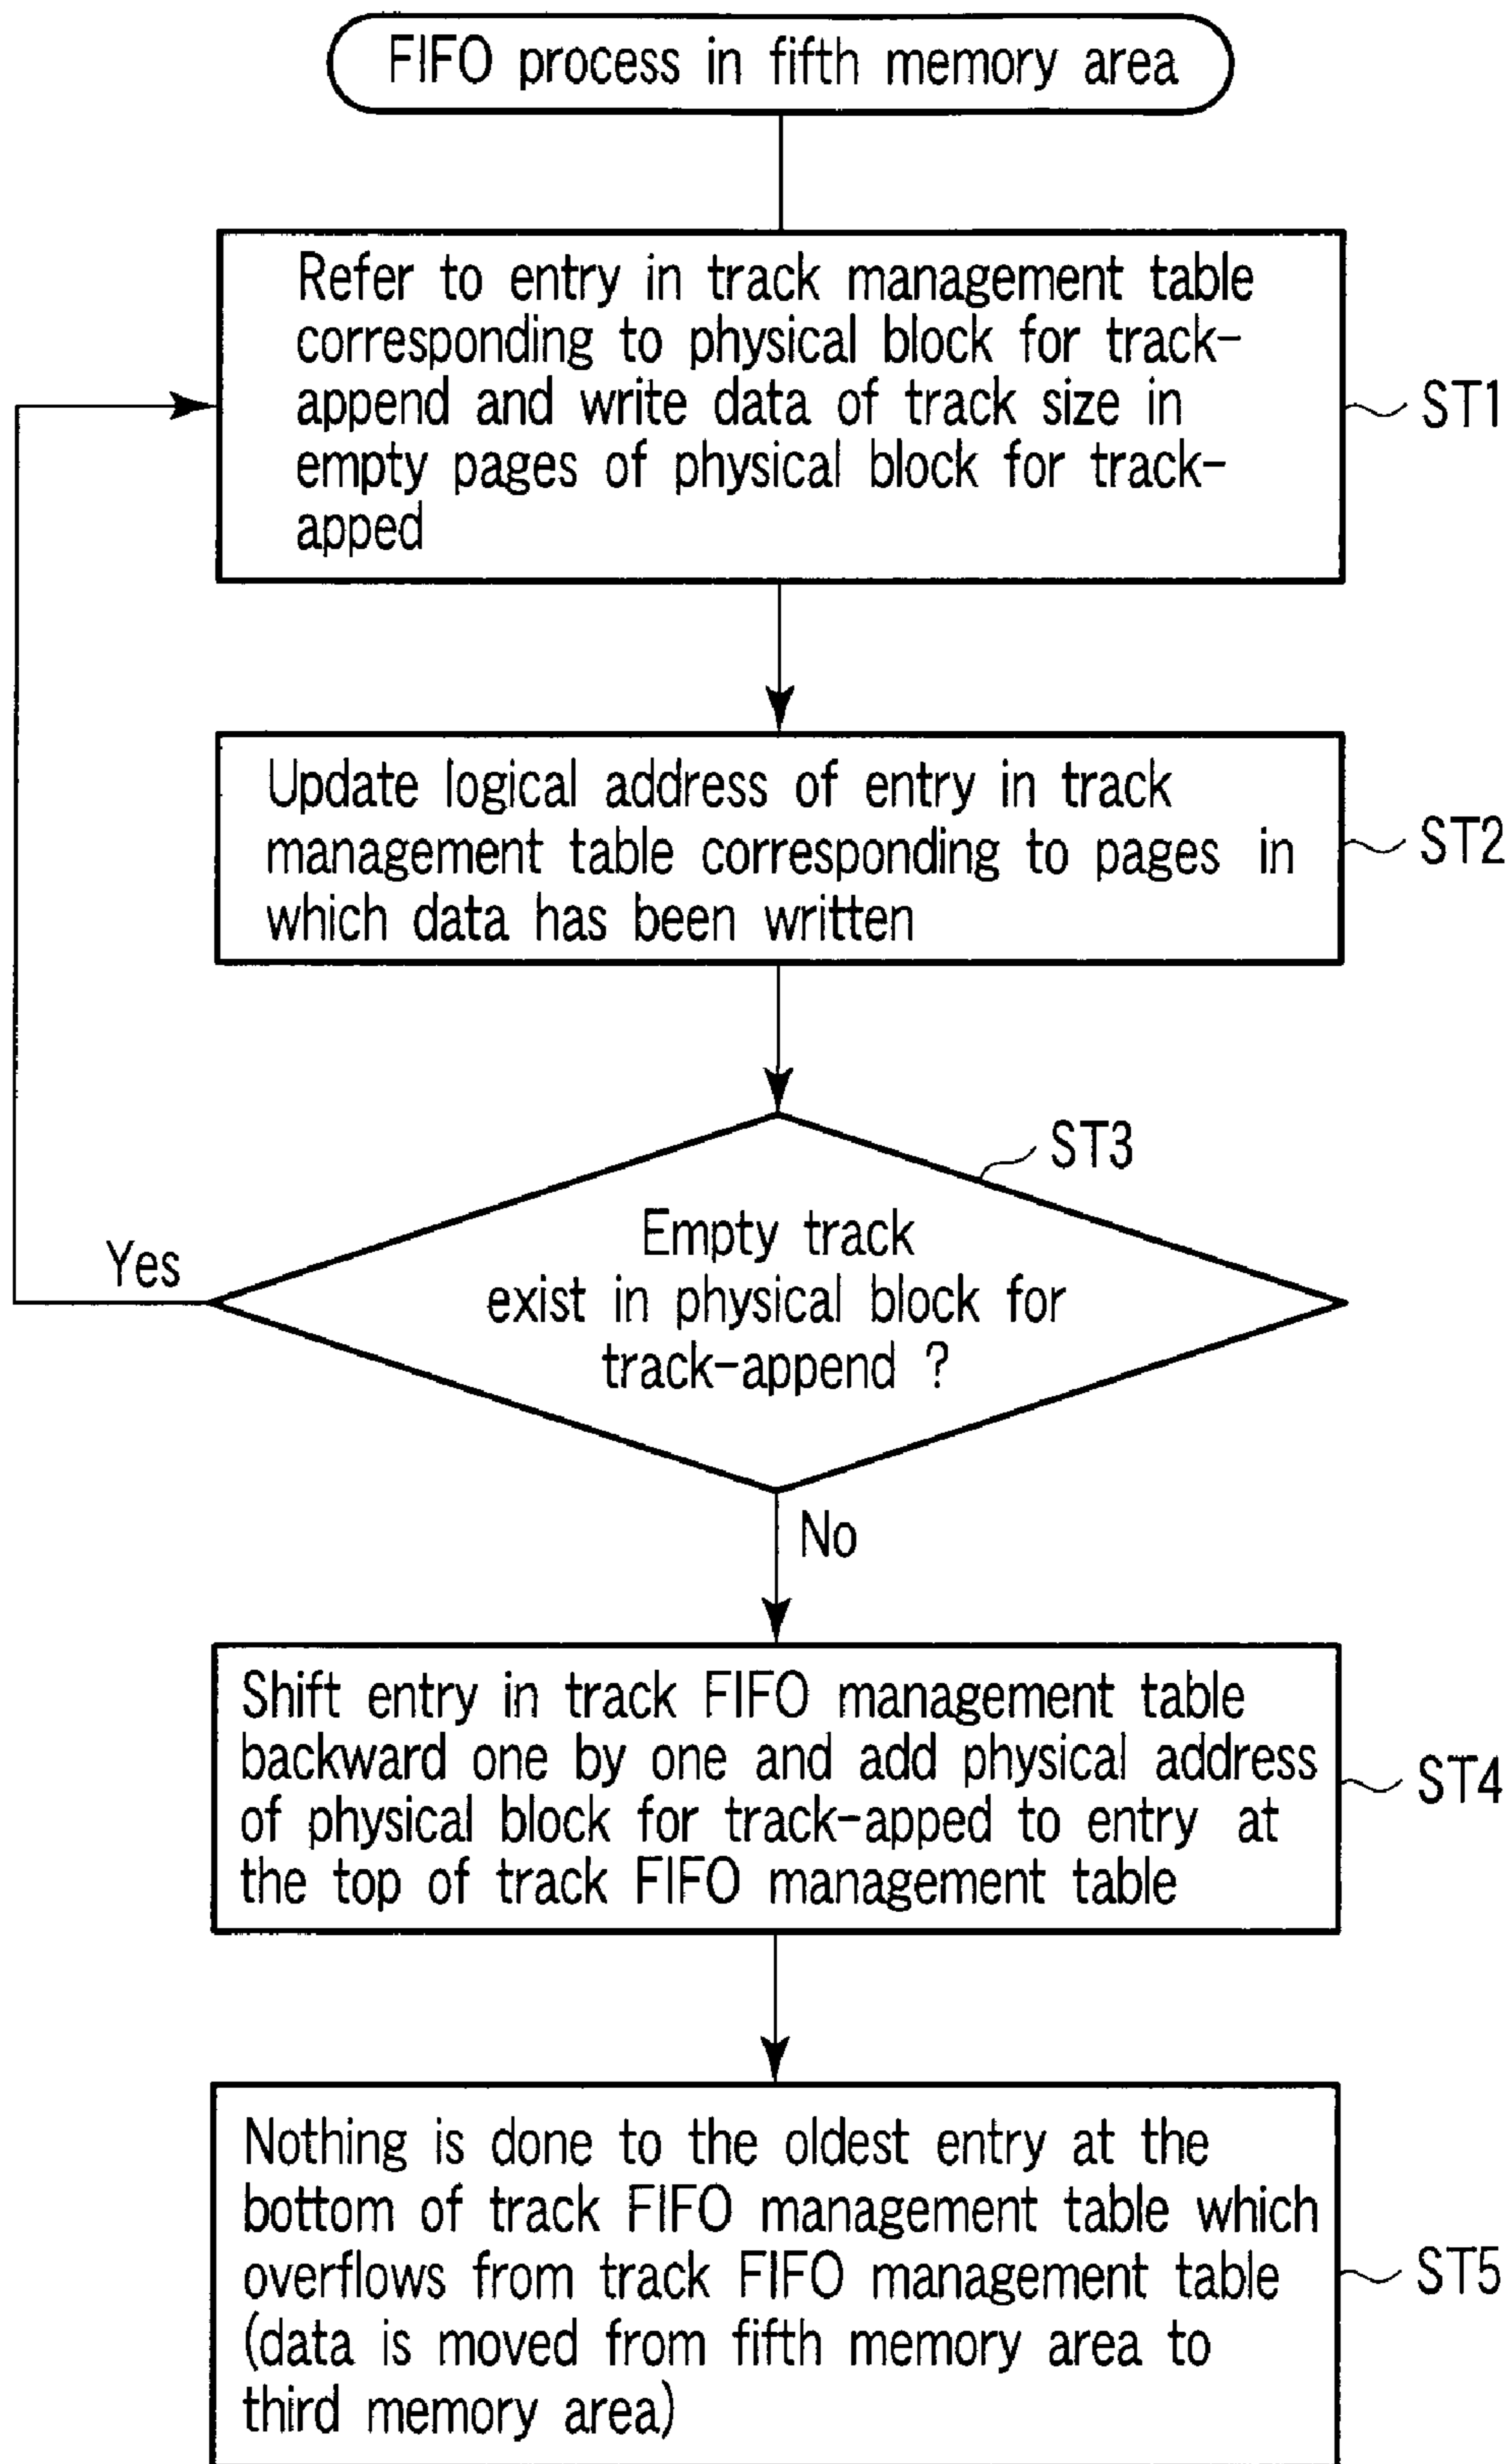 FIFO process in fifth memory area
Refer to entry in track management table
corresponding to physical block for track-
append and write data of track size in
empty pages of physical block for track-
apped
ST1
Update logical address of entry in track
management table corresponding to pages in
which data has been written
ST2
ST3
Empty track
exist in physical block for
track-append ?
Yes
No
Shift entry in track FIFO management table
backward one by one and add physical address
of physical block for track-apped to entry at
the top of track FIFO management table
ST4
Nothing is done to the oldest entry at the
bottom of track FIFO management table which
overflows from track FIFO management table
(data is moved from fifth memory area to
third memory area)
ST5